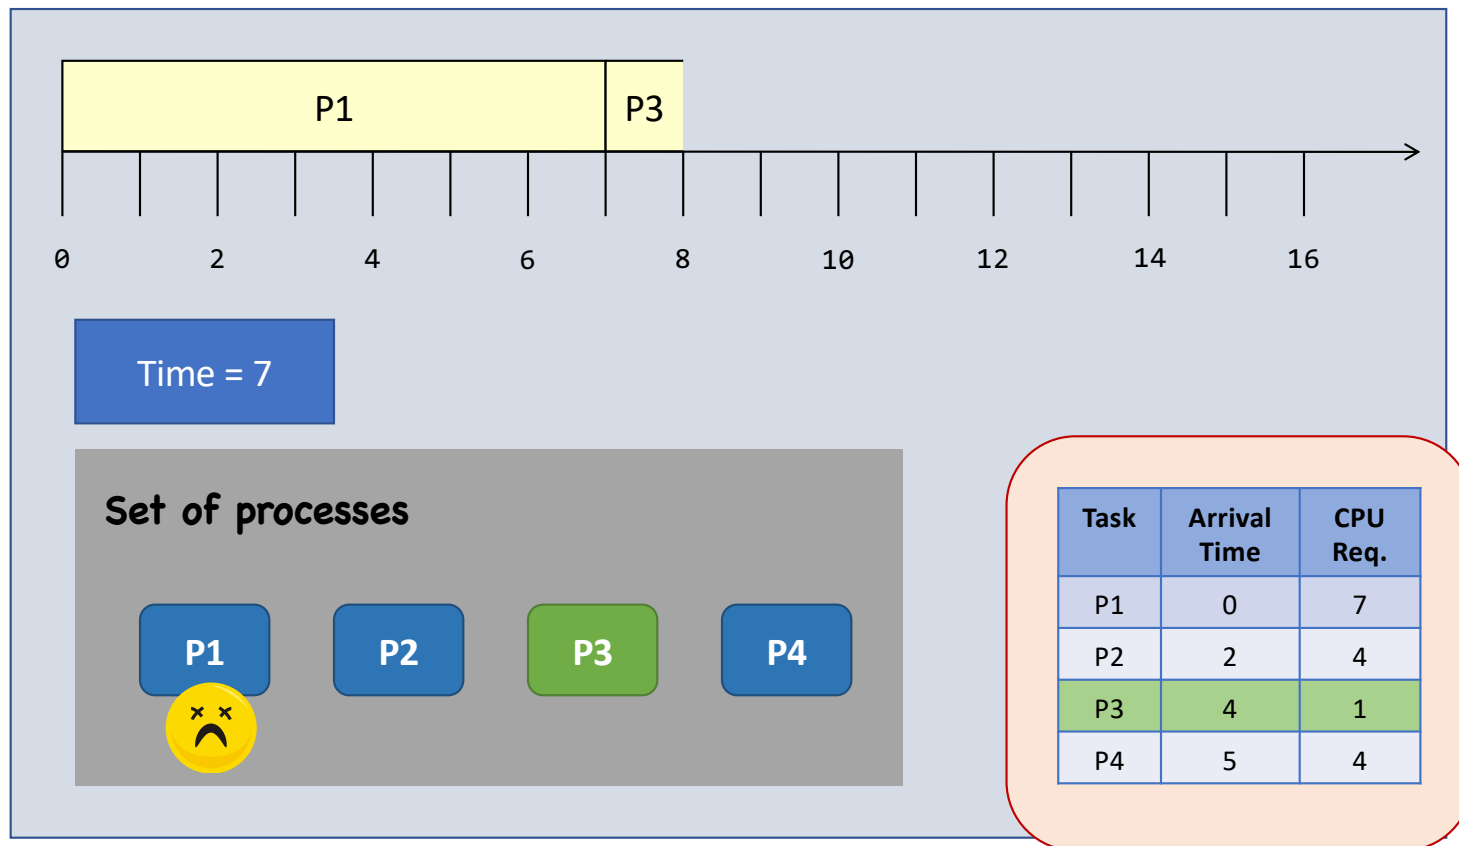 P1 P3
0 2 4 6 8 10 12 14 16
Time = 7
Set of processes
P1 P2 P3 P4
Task Arrival Time CPU Req.
P1 0 7
P2 2 4
P3 4 1
P4 5 4